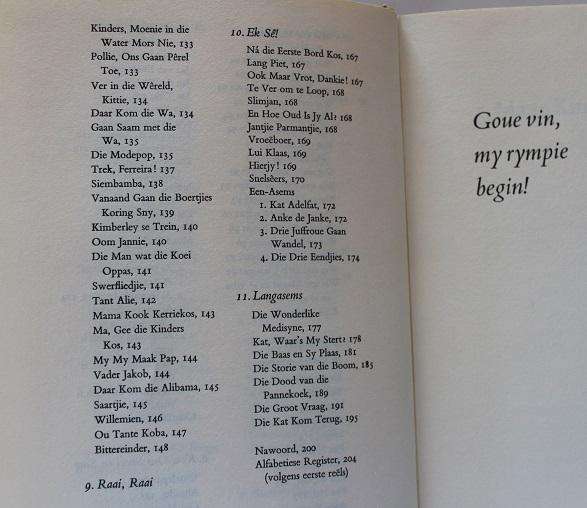 Kinders, Moenie in die
Water Mors Nie, 133
Pollie, Ons Gaan Pêrel
Toe, 133
Ver in die Wêreld,
Kittie, 134
Daar Kom die Wa, 134
Gaan Saam met die
Wa, 135
Die Modepop, 135
Trek, Ferreira! 137
Siembamba, 138
Vanaand Gaan die Boertjies
Koring Sny, 139
Kimberley se Trein, 140
Oom Jannie, 140
Die Man wat die Koei
Oppas, 141
Swerfliedjie, 141
Tant Alie, 142
Mama Kook Kerriekos, 143
Ma, Gee die Kinders
Kos, 143
My My Maak Pap, 144
Vader Jakob, 144
Daar Kom die Alibama, 145
Saartjie, 145
Willemien, 146
Ou Tante Koba, 147
Bittereinder, 148
9. Raai, Raai
10. Ek Sê!
Ná die Eerste Bord Kos, 167
Lang Piet, 167
Ook Maar Vrot, Dankie! 167
Te Ver om te Loop, 168
Slimjan, 168
En Hoe Oud Is Jy Al? 168
Jantjie Parmantjie, 168
Vroeëboer, 169
Lui Klaas, 169
Hierjy! 169
Snelsêers, 170
Een-Asems
1. Kat Adelfat, 172
2. Anke de Janke, 172
3. Drie Juffroue Gaan
Wandel, 173
4. Die Drie Eendjies, 174
11. Langasems
Die Wonderlike
Medisyne, 177
Kat, Waar's My Stert? 178
Die Baas en Sy Plaas, 181
Die Storie van die Boom, 185
Die Dood van die
Pannekoek, 189
Die Groot Vraag, 191
Die Kat Kom Terug, 195
Nawoord, 200
Alfabetiese Register, 204
(volgens eerste reëls)
Goue vin,
my rympie
begin!